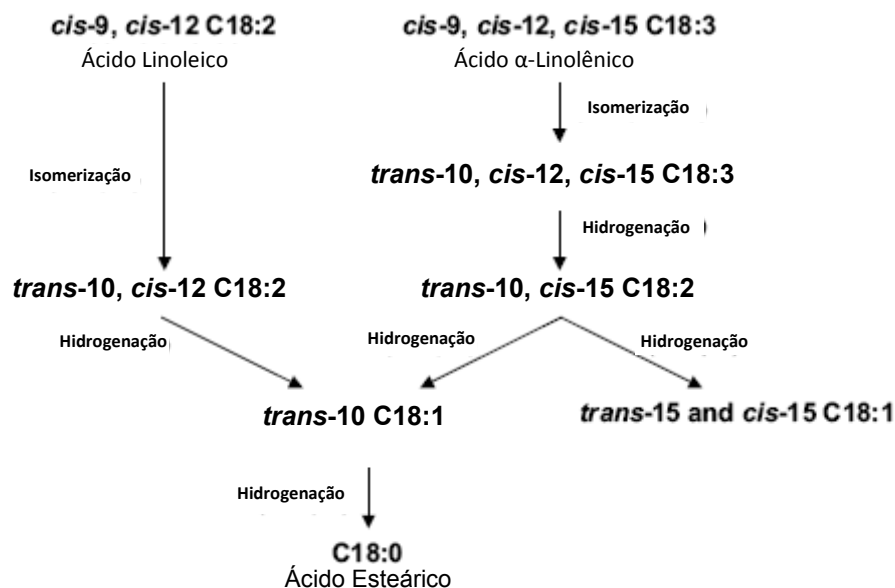 cis-9, cis-12 C18:2
Ácido Linoleico
cis-9, cis-12, cis-15 C18:3
Ácido α-Linolênico
Isomerização
Isomerização
trans-10, cis-12, cis-15 C18:3
Hidrogenação
trans-10, cis-12 C18:2
trans-10, cis-15 C18:2
Hidrogenação
Hidrogenação
Hidrogenação
trans-10 C18:1
trans-15 and cis-15 C18:1
Hidrogenação
C18:0
Ácido Esteárico